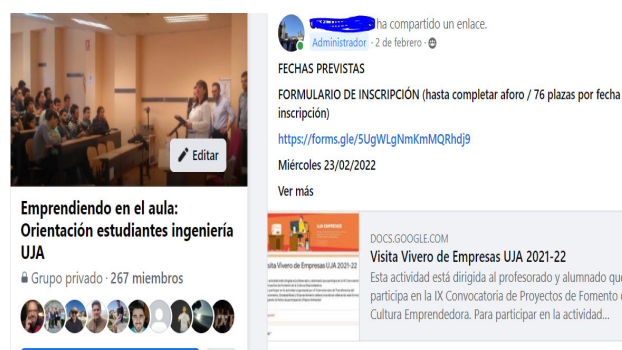 Editar
Emprendiendo en el aula:
Orientación estudiantes ingeniería
UJA
Grupo privado · 267 miembros
ha compartido un enlace.
Administrador · 2 de febrero ·
FECHAS PREVISTAS
FORMULARIO DE INSCRIPCIÓN (hasta completar aforo / 76 plazas por fecha
inscripción)
https://forms.gle/5UgWLgNmKmMQRhdj9
Miércoles 23/02/2022
Ver más
DOCS.GOOGLE.COM
Visita Vivero de Empresas UJA 2021-22
Esta actividad está dirigida al profesorado y alumnado que
participa en la IX Convocatoria de Proyectos de Fomento
Cultura Emprendedora. Para participar en la actividad...
sita Vivero de Empresas UJA 2021-22